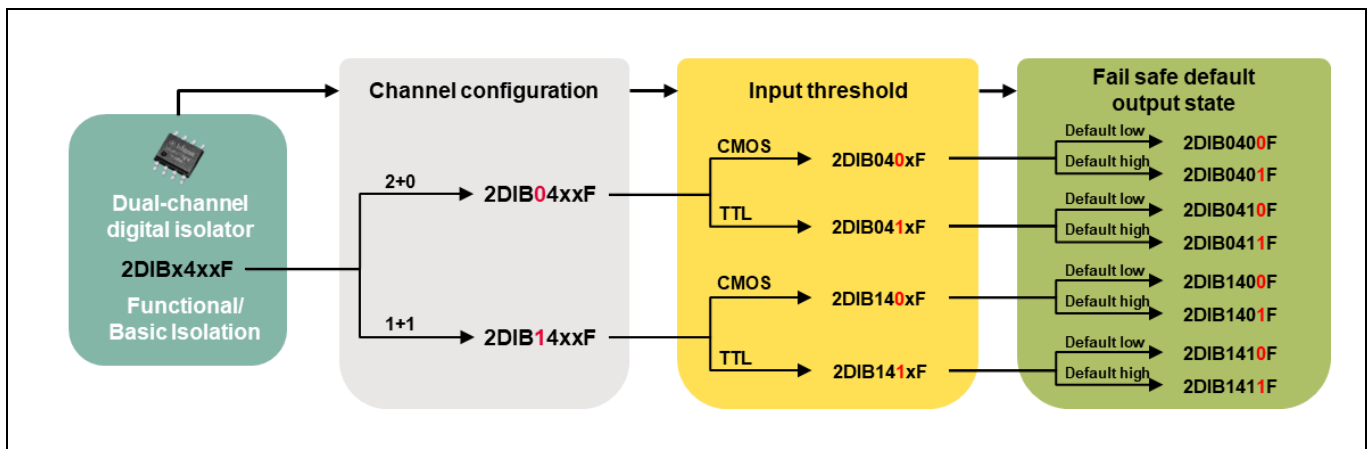 Dual-channel
digital isolator
2DIBx4xxF
Functional/
Basic Isolation
Channel configuration
2+0
2DIB04xxF
1+1
2DIB14xxF
Input threshold
CMOS
2DIB040xF
TTL
2DIB041xF
CMOS
2DIB140xF
TTL
2DIB141xF
Fail safe default
output state
Default low
2DIB0400F
Default high
2DIB0401F
Default low
2DIB0410F
Default high
2DIB0411F
Default low
2DIB1400F
Default high
2DIB1401F
Default low
2DIB1410F
Default high
2DIB1411F